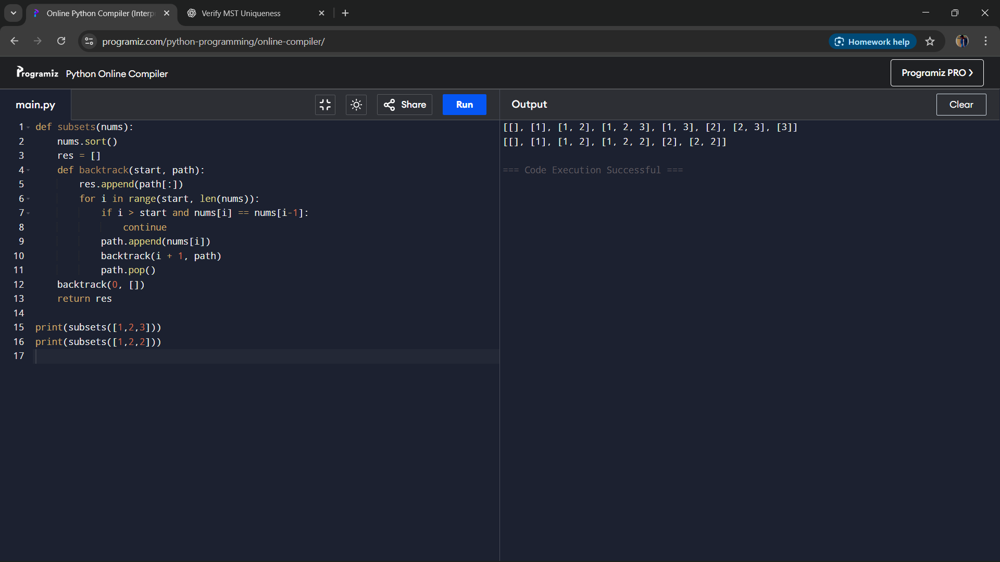 Online Python Compiler (Interp
Verify MST Uniqueness
programiz.com/python-programming/online-compiler/
Homework help
Programiz Python Online Compiler
Programiz PRO
main.py
Share
Run
Output
Clear
1 def subsets(nums):
2     nums.sort()
3     res = []
4     def backtrack(start, path):
5         res.append(path[:])
6         for i in range(start, len(nums)):
7             if i > start and nums[i] == nums[i-1]:
8                 continue
9             path.append(nums[i])
10             backtrack(i + 1, path)
11             path.pop()
12     backtrack(0, [])
13     return res
14
15 print(subsets([1,2,3]))
16 print(subsets([1,2,2]))
17
[[], [1], [1, 2], [1, 2, 3], [1, 3], [2], [2, 3], [3]]
[[], [1], [1, 2], [1, 2, 2], [2], [2, 2]]
=== Code Execution Successful ===